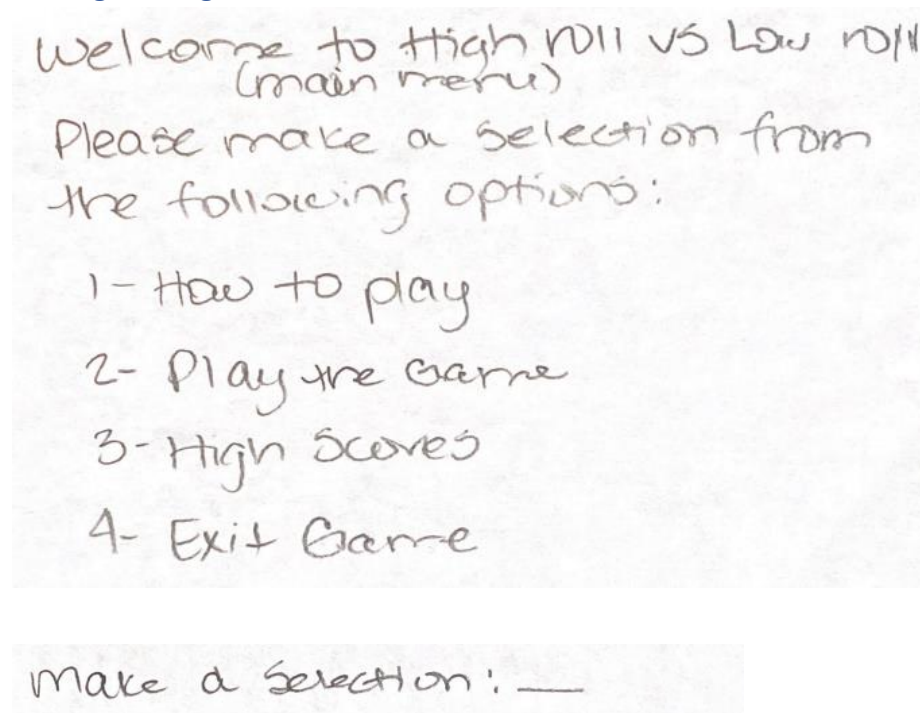 Welcome to High roll vs Low roll
(main menu)
Please make a selection from
the following options:
1- How to play
2- Play the Game
3- High Scores
4- Exit Game
Make a selection: __